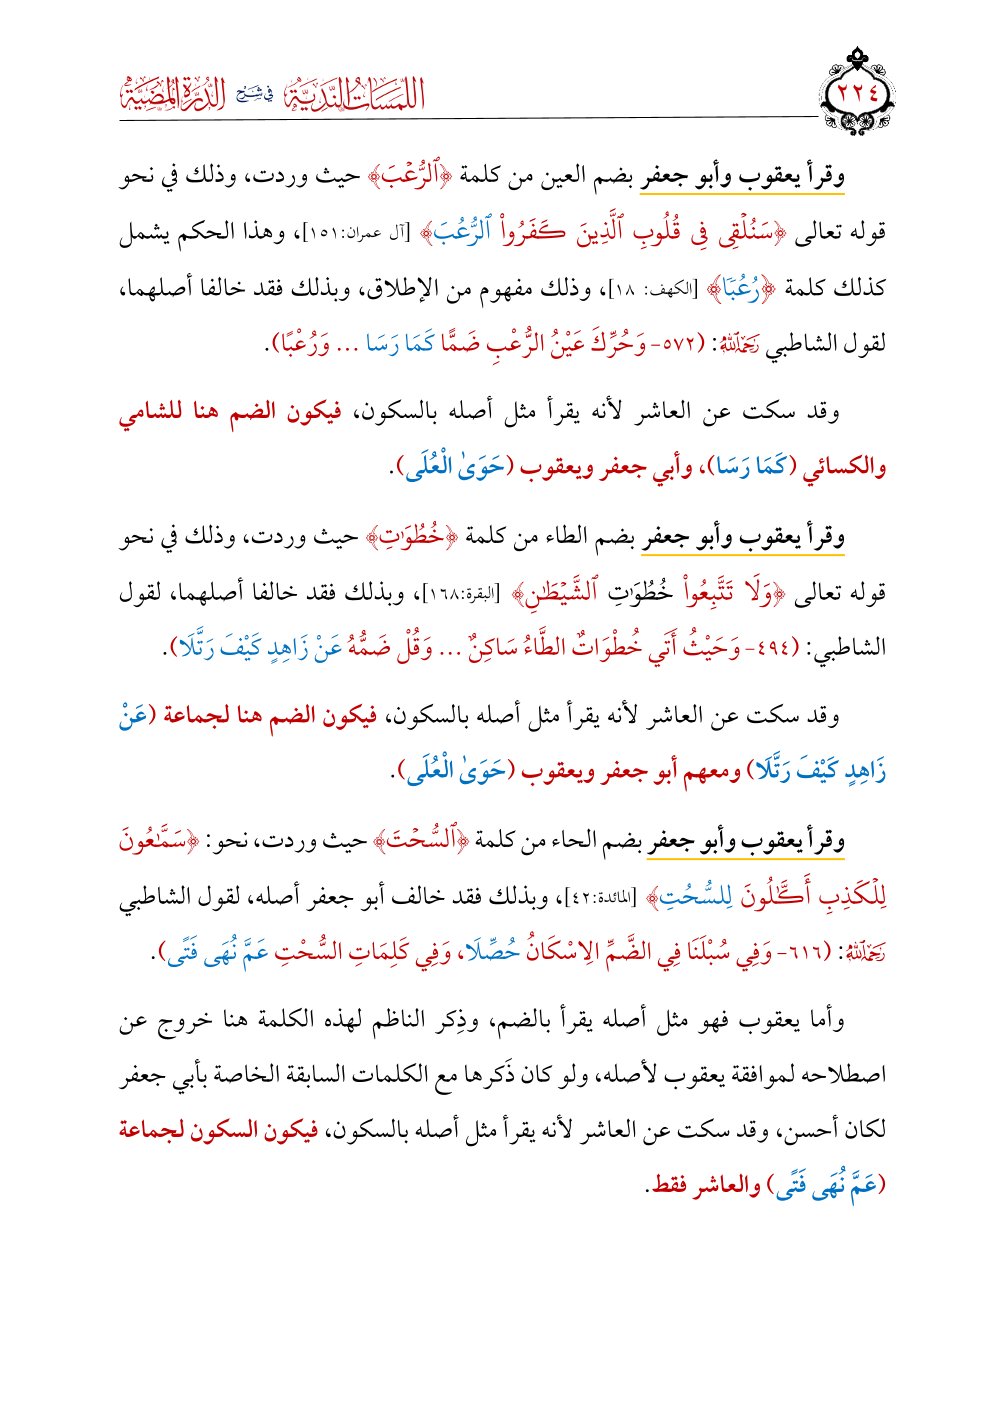 اللمسات الندية في شرح الدرة المضية
٢٢٤
وقرأ يعقوب وأبو جعفر بضم العين من كلمة ﴿ٱلرُّعۡبَ﴾ حيث وردت، وذلك في نحو
قوله تعالى ﴿سَنُلۡقِى فِى قُلُوبِ ٱلَّذِينَ كَفَرُواْ ٱلرُّعُبَ﴾ [آل عمران:١٥١]، وهذا الحكم يشمل
كذلك كلمة ﴿رُعُبٗا﴾ [الكهف: ١٨]، وذلك مفهوم من الإطلاق، وبذلك فقد خالفا أصلهما،
لقول الشاطبي رَحِمَهُ ٱللَّهُ: (٥٧٢- وَحُرِّكَ عَيْنُ الرُّعْبِ ضَمًّا كَمَا رَسَا ... وَرُعْبًا).
وقد سكت عن العاشر لأنه يقرأ مثل أصله بالسكون، فيكون الضم هنا للشامي
والكسائي (كَمَا رَسَا)، وأبي جعفر ويعقوب (حَوَىٰ الْعُلَى).
وقرأ يعقوب وأبو جعفر بضم الطاء من كلمة ﴿خُطُوَٰتِ﴾ حيث وردت، وذلك في نحو
قوله تعالى ﴿وَلَا تَتَّبِعُواْ خُطُوَٰتِ ٱلشَّيۡطَٰنِ﴾ [البقرة:١٦٨]، وبذلك فقد خالفا أصلهما، لقول
الشاطبي: (٤٩٤- وَحَيْثُ أَتَي خُطْوَاتٌ الطَّاءُ سَاكِنٌ ... وَقُلْ ضَمُّهُ عَنْ زَاهِدٍ كَيْفَ رَتَّلَا).
وقد سكت عن العاشر لأنه يقرأ مثل أصله بالسكون، فيكون الضم هنا لجماعة (عَنْ
زَاهِدٍ كَيْفَ رَتَّلَا) ومعهم أبو جعفر ويعقوب (حَوَىٰ الْعُلَى).
وقرأ يعقوب وأبو جعفر بضم الحاء من كلمة ﴿ٱلسُّحۡتَ﴾ حيث وردت، نحو: ﴿سَمَّٰعُونَ
لِلۡكَذِبِ أَكَّٰلُونَ لِلسُّحُتِ﴾ [المائدة:٤٢]، وبذلك فقد خالف أبو جعفر أصله، لقول الشاطبي
رَحِمَهُ ٱللَّهُ: (٦١٦- وَفِي سُبْلَنَا فِي الضَّمِّ الِاسْكَانُ حُصِّلَا، وَفِي كَلِمَاتِ السُّحْتِ عَمَّ نُهَى فَتًى).
وأما يعقوب فهو مثل أصله يقرأ بالضم، وذِكر الناظم لهذه الكلمة هنا خروج عن
اصطلاحه لموافقة يعقوب لأصله، ولو كان ذَكرها مع الكلمات السابقة الخاصة بأبي جعفر
لكان أحسن، وقد سكت عن العاشر لأنه يقرأ مثل أصله بالسكون، فيكون السكون لجماعة
(عَمَّ نُهَى فَتًى) والعاشر فقط.